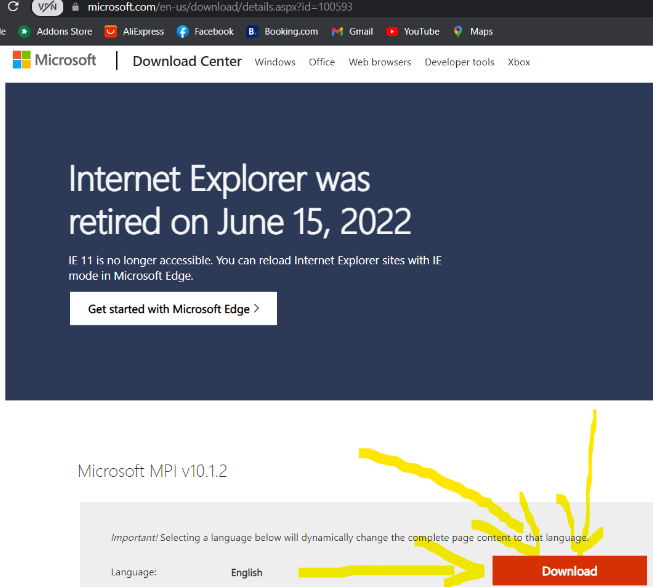 VPN microsoft.com/en-us/download/details.aspx?id=100593
Addons Store AliExpress Facebook Booking.com Gmail YouTube Maps
Microsoft Download Center Windows Office Web browsers Developer tools Xbox
Internet Explorer was
retired on June 15, 2022
IE 11 is no longer accessible. You can reload Internet Explorer sites with IE
mode in Microsoft Edge.
Get started with Microsoft Edge >
Microsoft MPI v10.1.2
Important! Selecting a language below will dynamically change the complete page content to that language.
Language: English Download